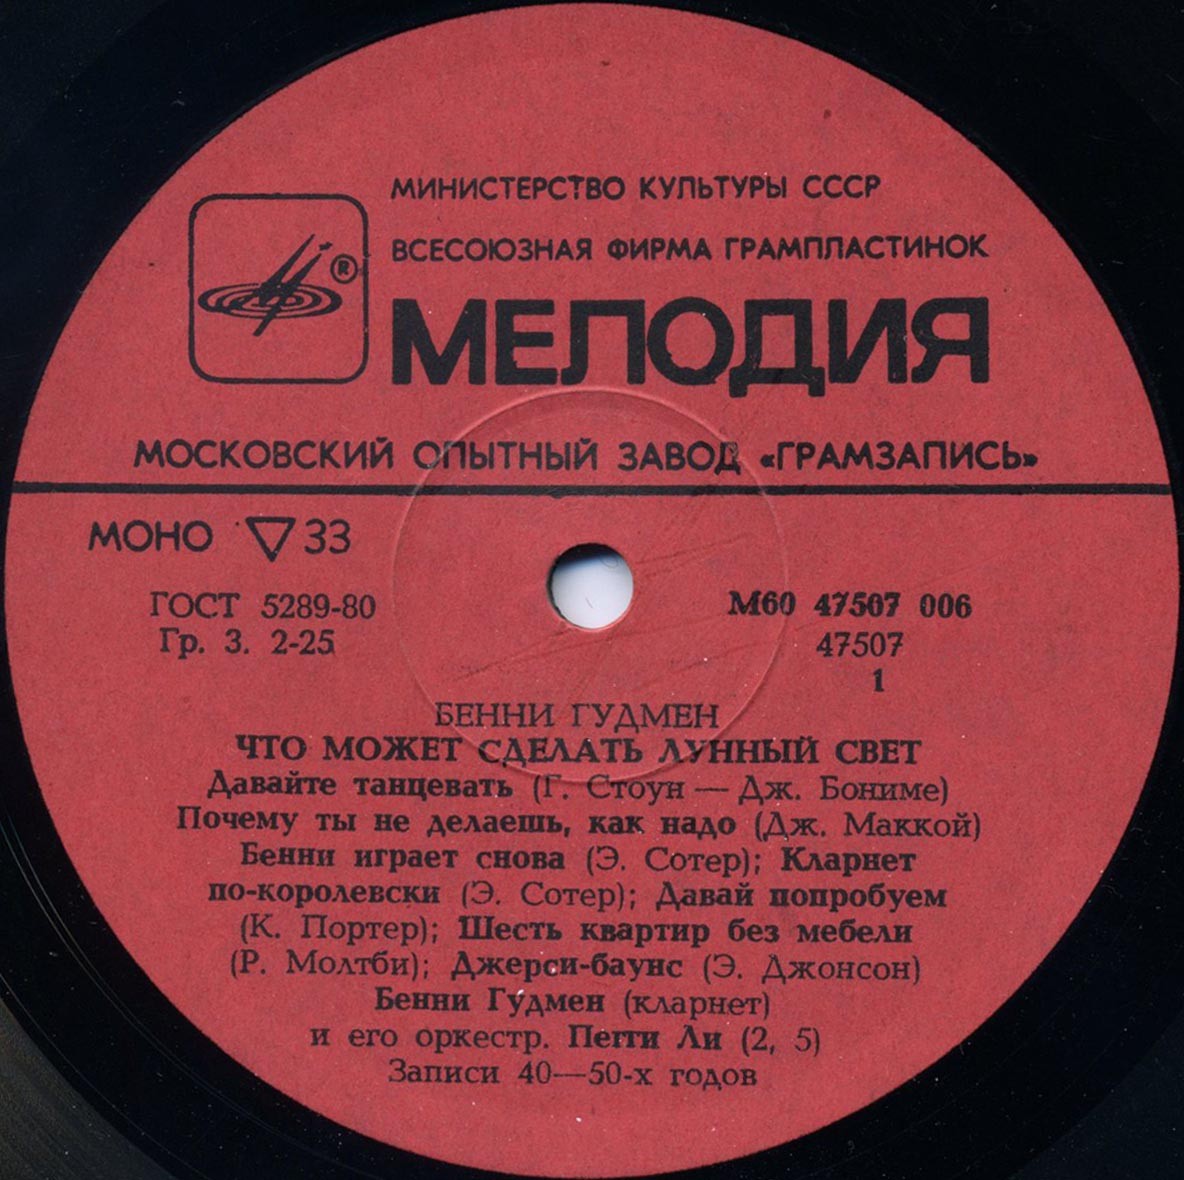 МИНИСТЕРСТВО КУЛЬТУРЫ СССР
ВСЕСОЮЗНАЯ ФИРМА ГРАМПЛАСТИНОК
®
МЕЛОДИЯ
МОСКОВСКИЙ ОПЫТНЫЙ ЗАВОД «ГРАМЗАПИСЬ»
МОНО ▽ 33
ГОСТ 5289-80
Гр. 3. 2-25
М60 47507 006
47507
1
БЕННИ ГУДМЕН
ЧТО МОЖЕТ СДЕЛАТЬ ЛУННЫЙ СВЕТ
Давайте танцевать (Г. Стоун — Дж. Бониме)
Почему ты не делаешь, как надо (Дж. Маккой)
Бенни играет снова (Э. Сотер); Кларнет
по-королевски (Э. Сотер); Давай попробуем
(К. Портер); Шесть квартир без мебели
(Р. Молтби); Джерси-баунс (Э. Джонсон)
Бенни Гудмен (кларнет)
и его оркестр. Пегги Ли (2, 5)
Записи 40—50-х годов